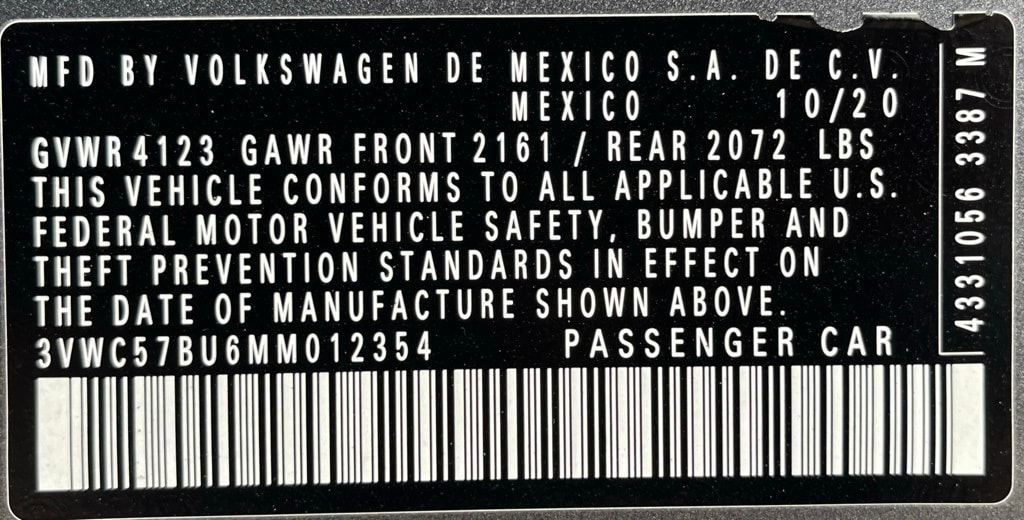 MFD BY VOLKSWAGEN DE MEXICO S.A. DE C.V.
MEXICO 10/20
GVWR 4123 GAWR FRONT 2161 / REAR 2072 LBS
THIS VEHICLE CONFORMS TO ALL APPLICABLE U.S.
FEDERAL MOTOR VEHICLE SAFETY, BUMPER AND
THEFT PREVENTION STANDARDS IN EFFECT ON
THE DATE OF MANUFACTURE SHOWN ABOVE.
3VWC57BU6MM012354 PASSENGER CAR
4331056 3387 M